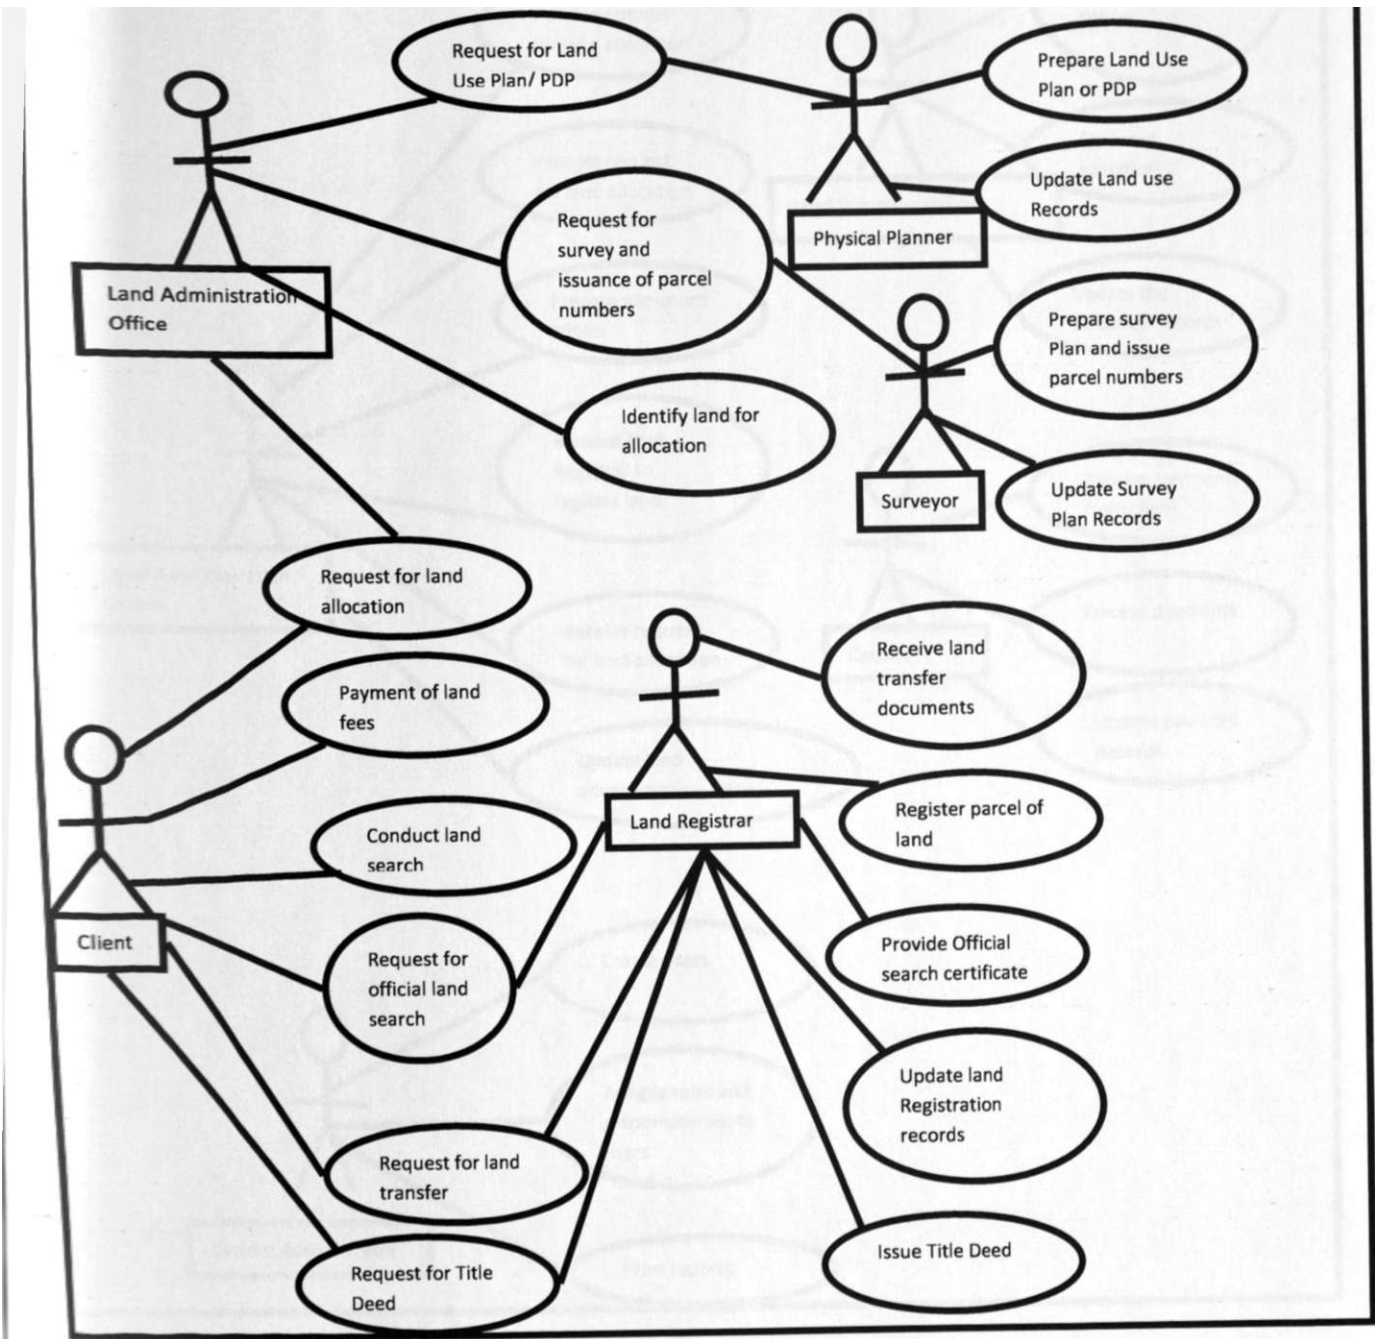 Request for Land
Use Plan/ PDP
Prepare Land Use
Plan or PDP
Update Land use
Records
Physical Planner
Request for
survey and
issuance of parcel
numbers
Land Administration
Office
Prepare survey
Plan and issue
parcel numbers
Identify land for
allocation
Surveyor
Update Survey
Plan Records
Request for land
allocation
Receive land
transfer
documents
Payment of land
fees
Land Registrar
Register parcel of
land
Conduct land
search
Client
Request for
official land
search
Provide Official
search certificate
Update land
Registration
records
Request for land
transfer
Issue Title Deed
Request for Title
Deed